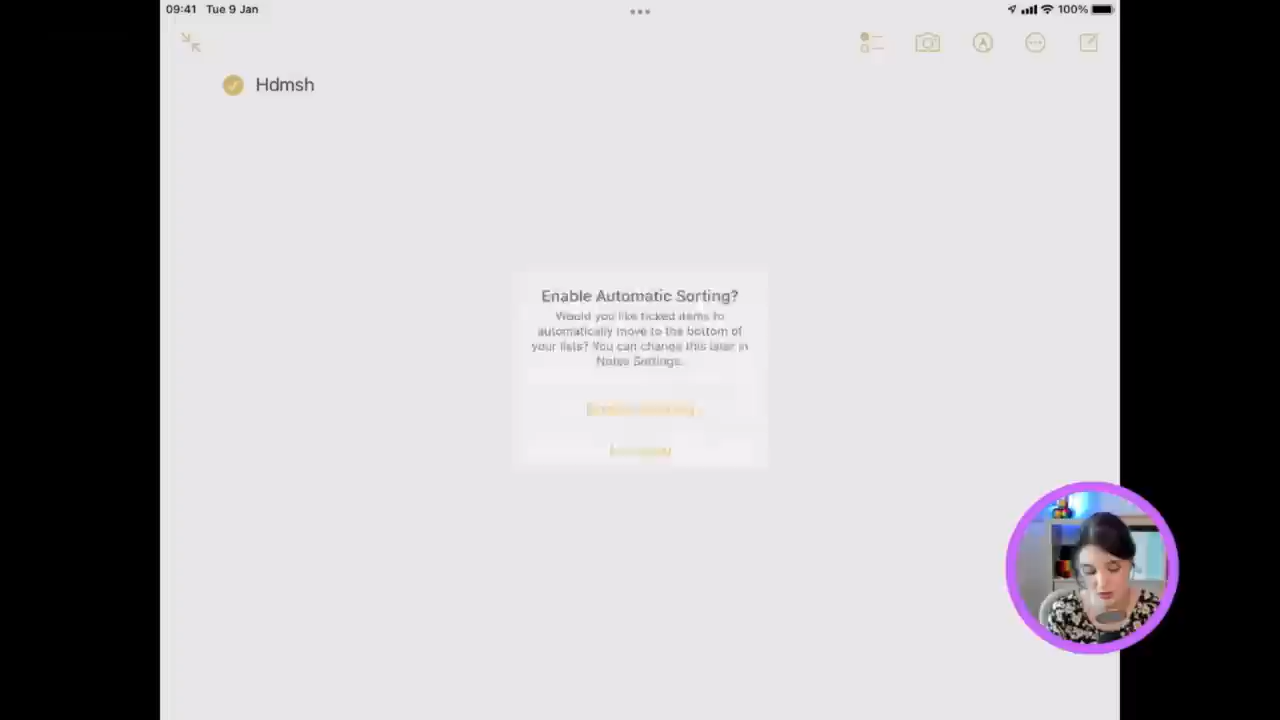 09:41 Tue 9 Jan
100%
Hdmsh
Enable Automatic Sorting?
Would you like ticked items to
automatically move to the bottom of
your lists? You can change this later in
Notes Settings.